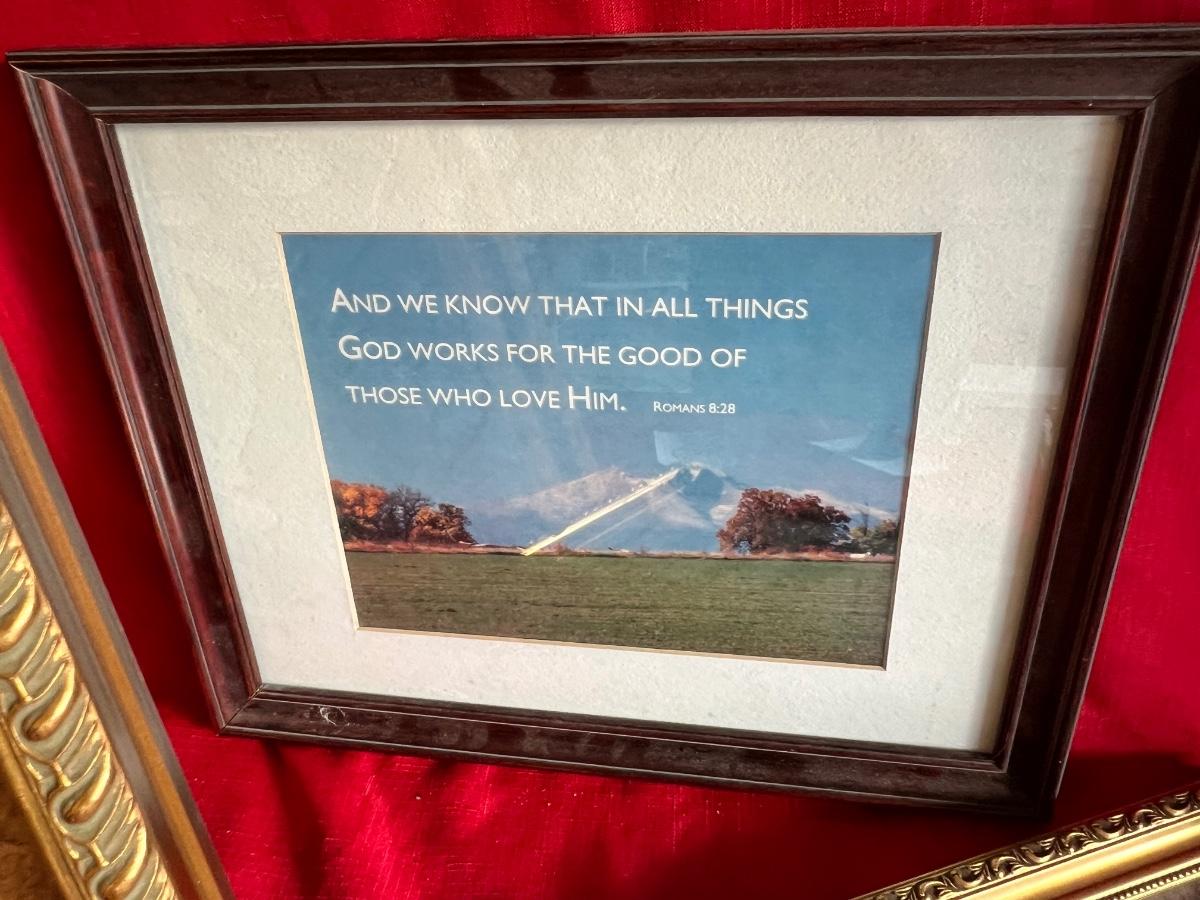 And we know that in all things
God works for the good of
those who love Him. Romans 8:28